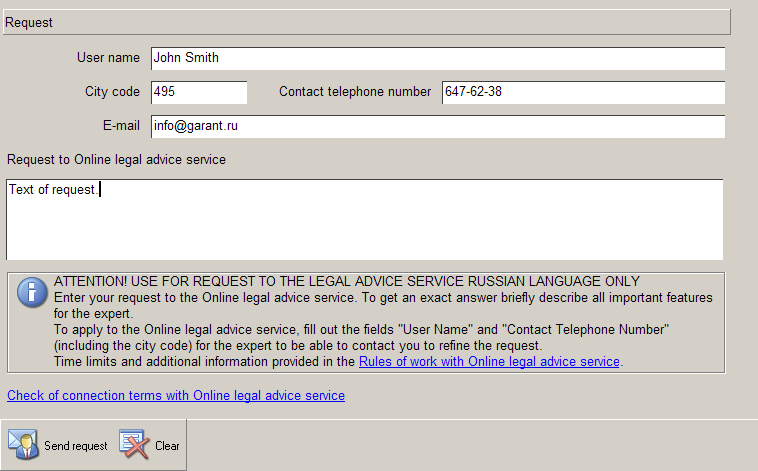 Request
User name John Smith
City code 495 Contact telephone number 647-62-38
E-mail info@garant.ru
Request to Online legal advice service
Text of request.
ATTENTION! USE FOR REQUEST TO THE LEGAL ADVICE SERVICE RUSSIAN LANGUAGE ONLY
Enter your request to the Online legal advice service. To get an exact answer briefly describe all important features
for the expert.
To apply to the Online legal advice service, fill out the fields "User Name" and "Contact Telephone Number"
(including the city code) for the expert to be able to contact you to refine the request.
Time limits and additional information provided in the Rules of work with Online legal advice service.
Check of connection terms with Online legal advice service
Send request Clear